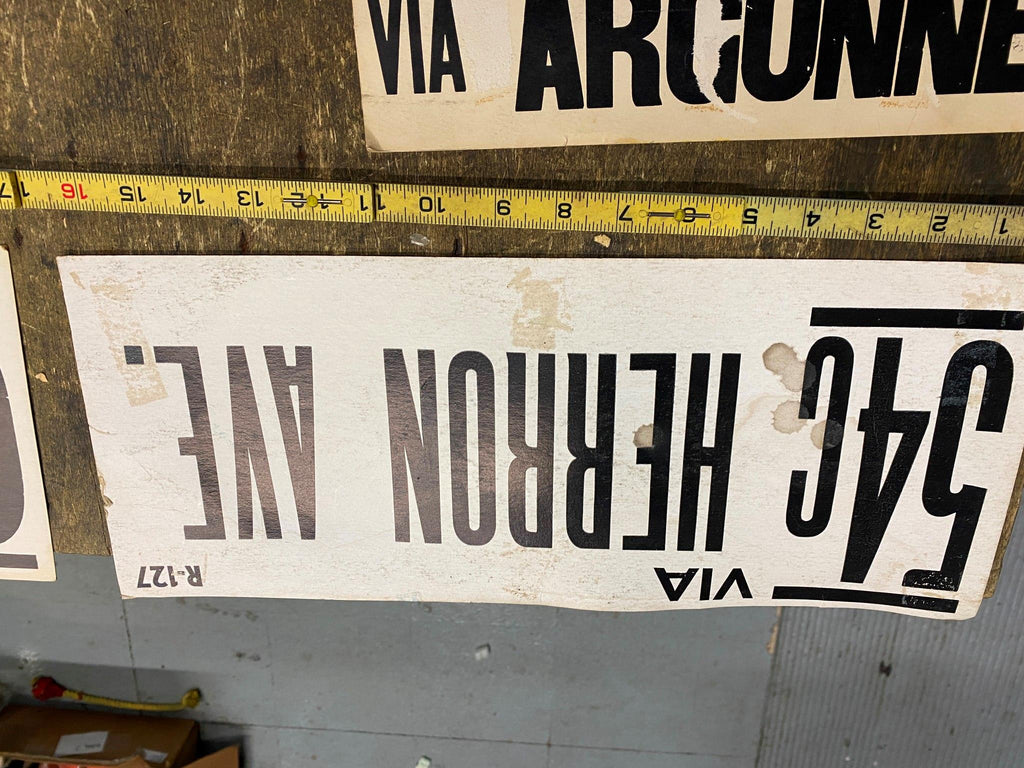 VIA ARGONNE
17 16 15 14 13 12 11 10 9 8 7 6 5 4 3 2 1
54C HERRON AVE.
VIA
R-127